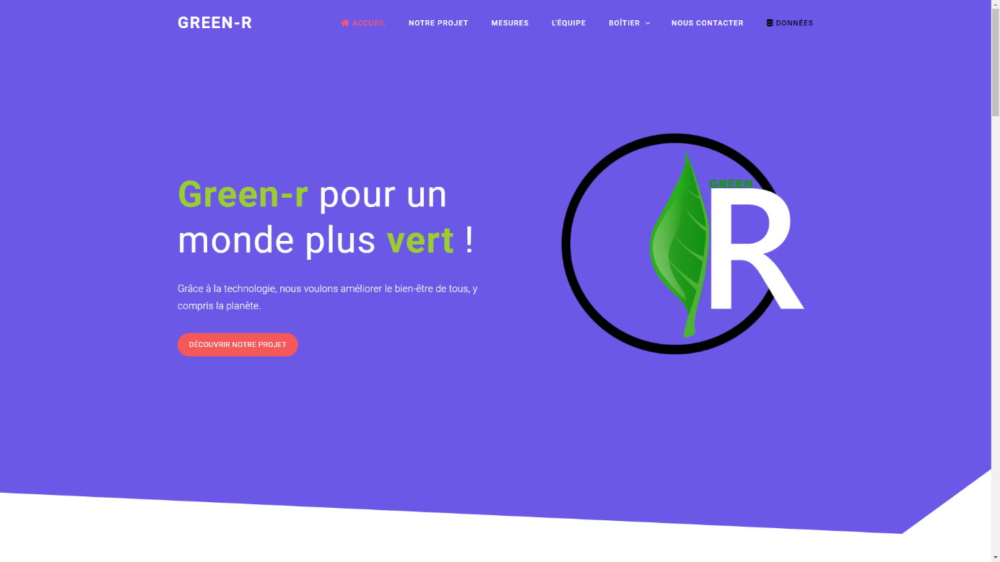 GREEN-R
ACCUEIL NOTRE PROJET MESURES L'ÉQUIPE BOÎTIER NOUS CONTACTER DONNÉES
Green-r pour un
monde plus vert !
Grâce à la technologie, nous voulons améliorer le bien-être de tous, y
compris la planète.
DÉCOUVRIR NOTRE PROJET
GREEN
R